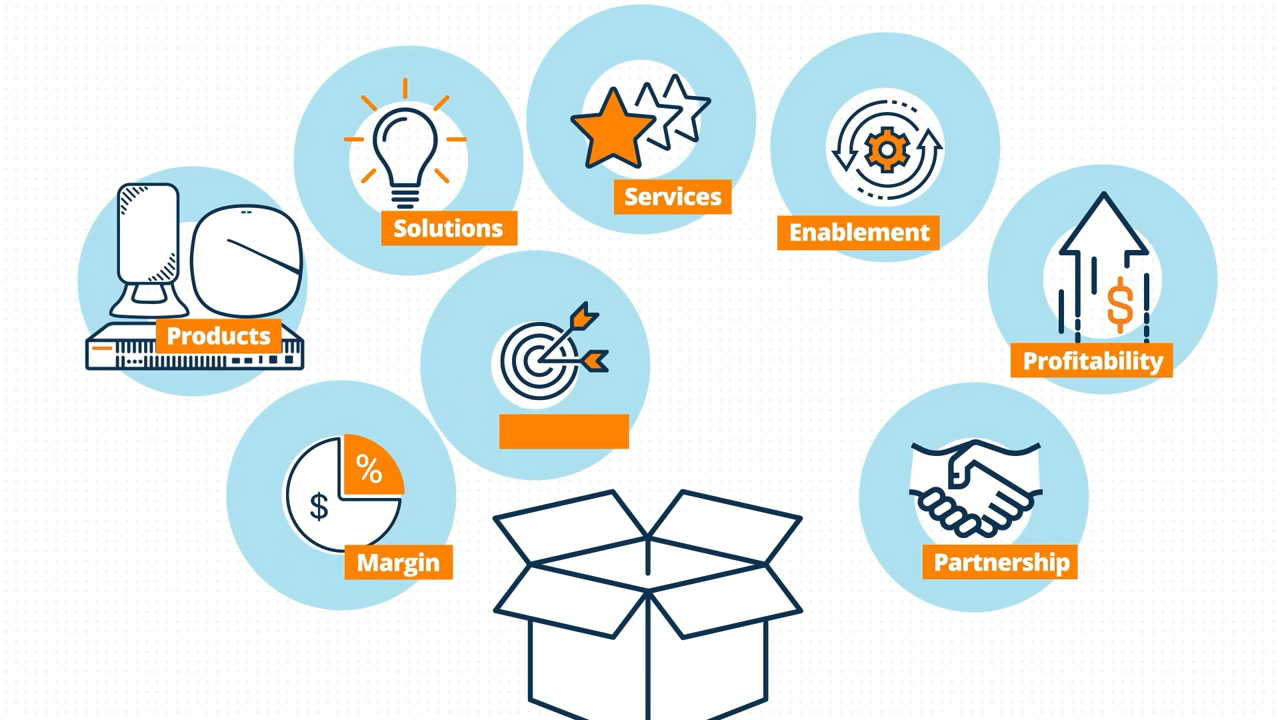 Services
Solutions
Enablement
Products
Profitability
$
%
$
Margin
Partnership